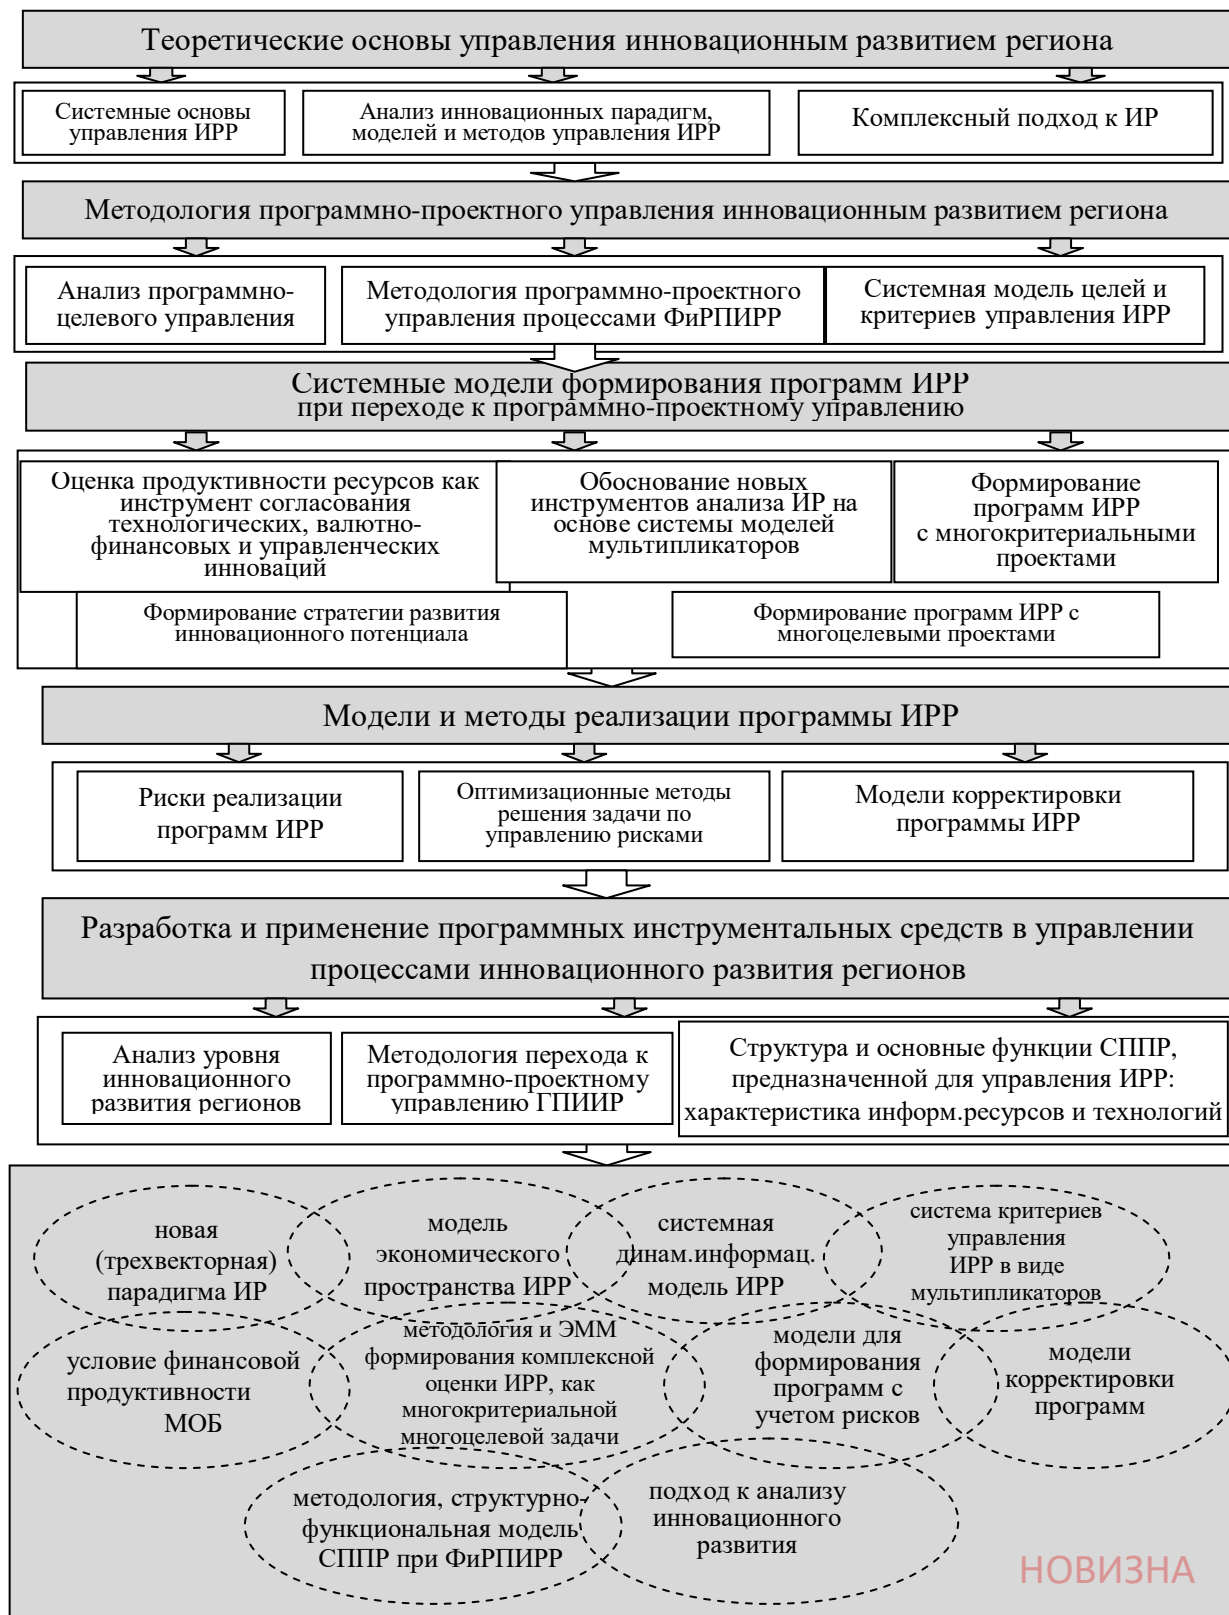 Теоретические основы управления инновационным развитием региона
Системные основы
управления ИРР
Анализ инновационных парадигм,
моделей и методов управления ИРР
Комплексный подход к ИР
Методология программно-проектного управления инновационным развитием региона
Анализ программно-
целевого управления
Методология программно-проектного
управления процессами ФиРПИРР
Системная модель целей и
критериев управления ИРР
Системные модели формирования программ ИРР
при переходе к программно-проектному управлению
Оценка продуктивности ресурсов как
инструмент согласования
технологических, валютно-
финансовых и управленческих
инноваций
Обоснование новых
инструментов анализа ИР на
основе системы моделей
мультипликаторов
Формирование
программ ИРР
с многокритериальными
проектами
Формирование стратегии развития
инновационного потенциала
Формирование программ ИРР с
многоцелевыми проектами
Модели и методы реализации программы ИРР
Риски реализации
программ ИРР
Оптимизационные методы
решения задачи по
управлению рисками
Модели корректировки
программы ИРР
Разработка и применение программных инструментальных средств в управлении
процессами инновационного развития регионов
Анализ уровня
инновационного
развития регионов
Методология перехода к
программно-проектному
управлению ГПИИР
Структура и основные функции СППР,
предназначенной для управления ИРР:
характеристика информ.ресурсов и технологий
новая
(трехвекторная)
парадигма ИР
модель
экономического
пространства ИРР
системная
динам.информац.
модель ИРР
система критериев
управления
ИРР в виде
мультипликаторов
условие финансовой
продуктивности
МОБ
методология и ЭММ
формирования комплексной
оценки ИРР, как
многокритериальной
многоцелевой задачи
модели для
формирования
программ с
учетом рисков
модели
корректировки
программ
методология, структурно-
функциональная модель
СППР при ФиРПИРР
подход к анализу
инновационного
развития
НОВИЗНА